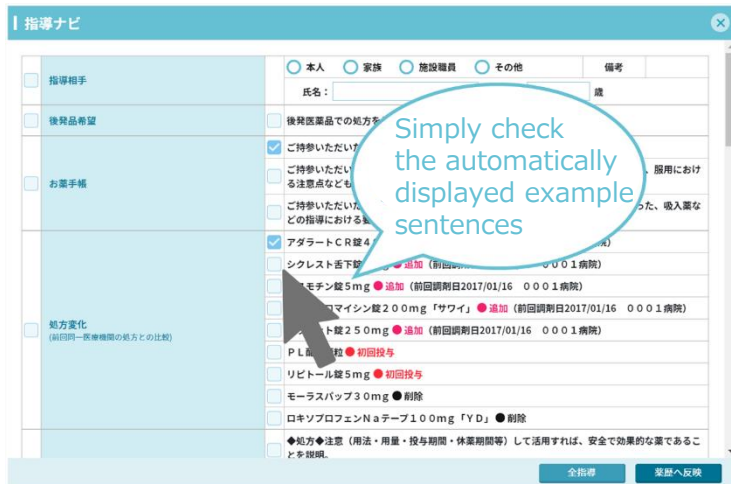 指導ナビ
指導相手
本人 家族 施設職員 その他 備考
氏名： 歳
後発品希望
後発医薬品での処方を
お薬手帳
ご持参いただいた
ご持参いただい 、服用におけ
る注意点なども
ご持参いただいた った、吸入薬な
どの指導における
Simply check
the automatically
displayed example
sentences
処方変化
(前回同一医療機関の処方との比較)
アダラートＣＲ錠４
シクレスト舌下錠 ●追加 ０００１病院）
モチン錠５ｍｇ●追加（前回調剤日2017/01/16　０００１病院）
マイシン錠２００ｍｇ「サワイ」●追加（前回調剤日2017/01/16　０００１病院）
ト錠２５０ｍｇ●追加（前回調剤日2017/01/16　０００１病院）
ＰＬ 粒●初回投与
リピトール錠５ｍｇ●初回投与
モーラスパップ３０ｍｇ●削除
ロキソプロフェンＮａテープ１００ｍｇ「ＹＤ」●削除
◆処方◆注意（用法・用量・投与期間・休薬期間等）して活用すれば、安全で効果的な薬であるこ
とを説明。
全指導 薬歴へ反映